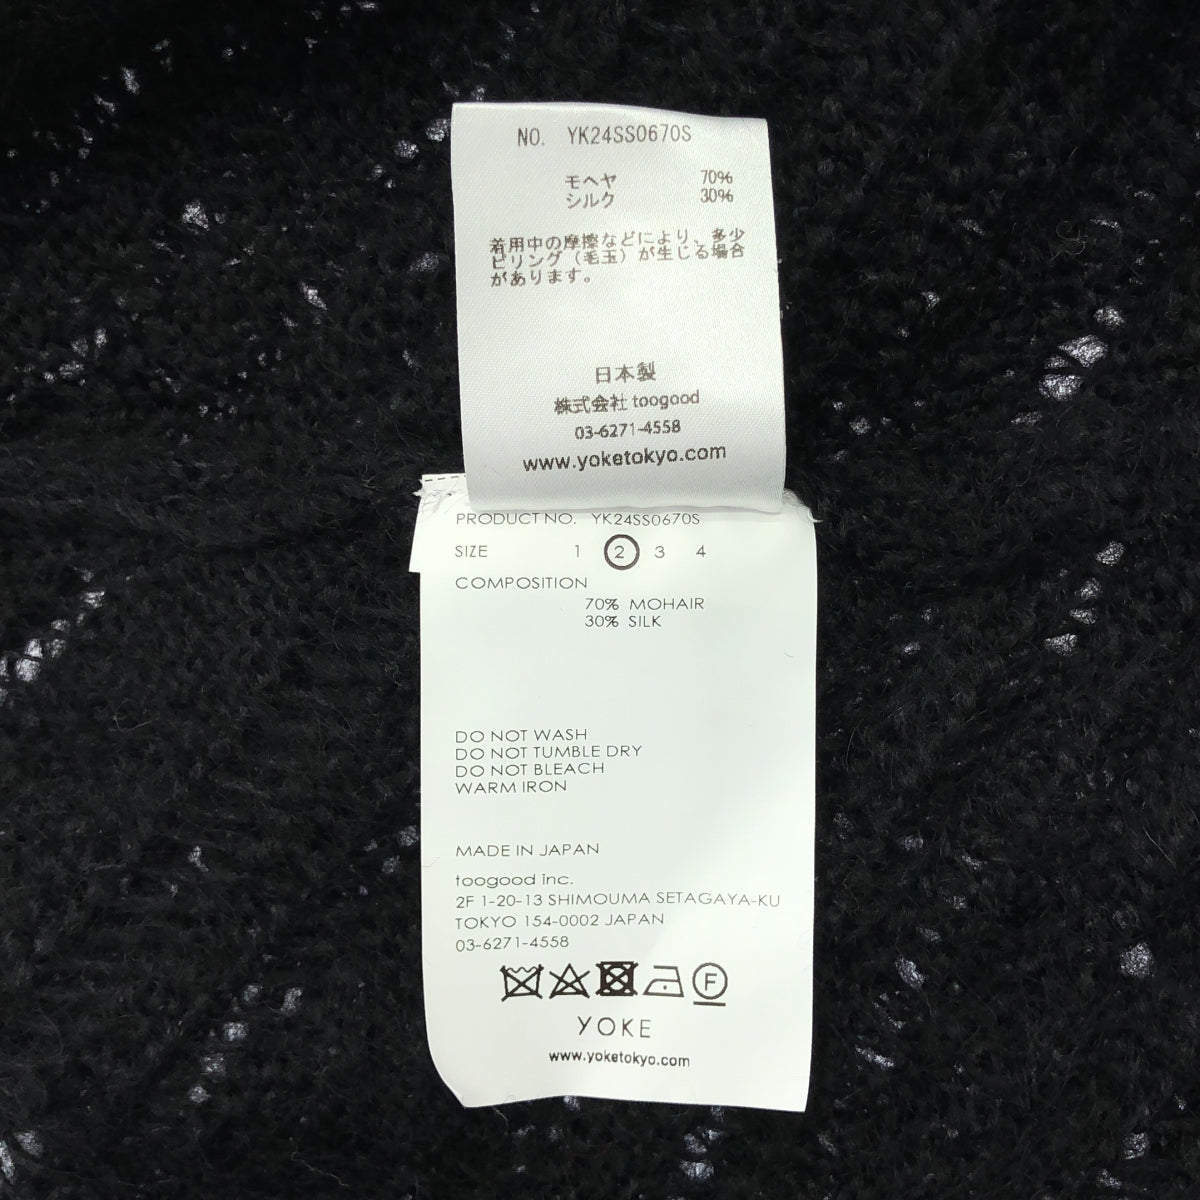 NO. YK24SS0670S
モヘヤ 70%
シルク 30%
着用中の摩擦などにより、多少
ピリング（毛玉）が生じる場合
があります。
日本製
株式会社 toogood
03-6271-4558
www.yoketokyo.com
PRODUCT NO. YK24SS0670S
SIZE 1 2 3 4
COMPOSITION
70% MOHAIR
30% SILK
DO NOT WASH
DO NOT TUMBLE DRY
DO NOT BLEACH
WARM IRON
MADE IN JAPAN
toogood inc.
2F 1-20-13 SHIMOUMA SETAGAYA-KU
TOKYO 154-0002 JAPAN
03-6271-4558
F
YOKE
www.yoketokyo.com